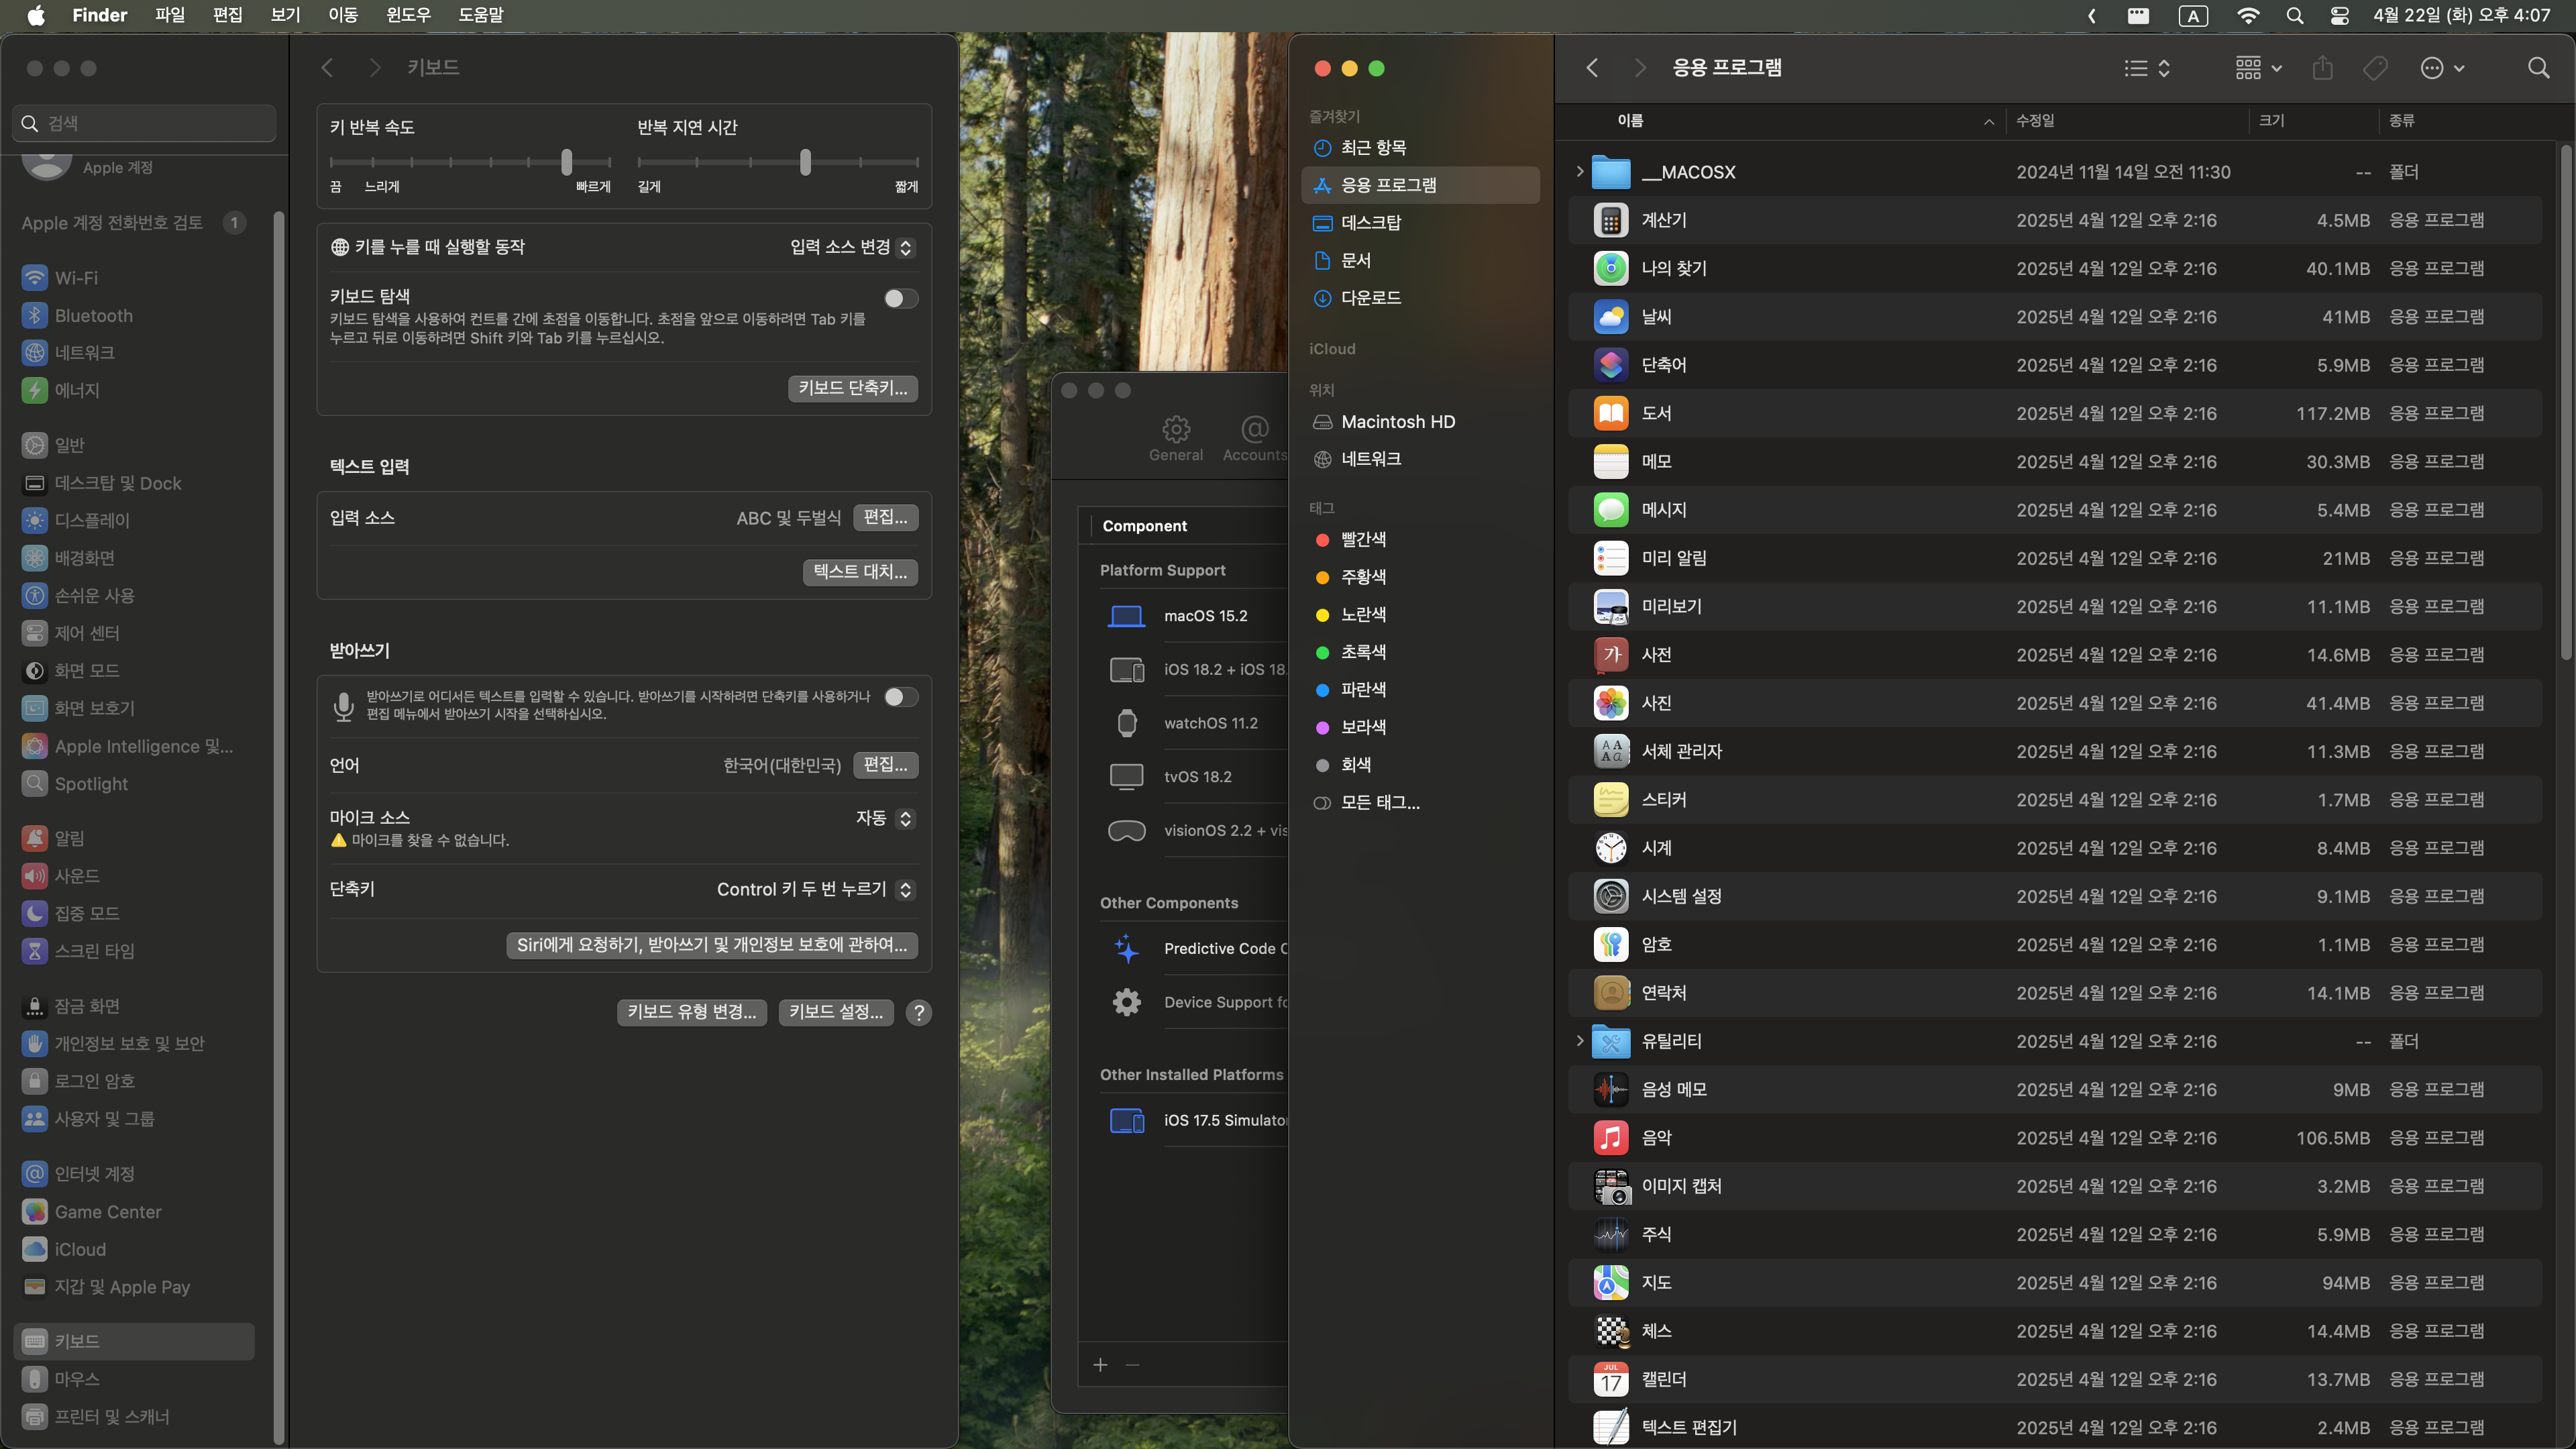 Finder 파일 편집 보기 이동 윈도우 도움말
A 4월 22일 (화) 오후 4:07
검색
Apple 계정
Apple 계정 전화번호 검토 1
Wi-Fi
Bluetooth
네트워크
에너지
일반
데스크탑 및 Dock
디스플레이
배경화면
손쉬운 사용
제어 센터
화면 모드
화면 보호기
Apple Intelligence 및...
Spotlight
알림
사운드
집중 모드
스크린 타임
잠금 화면
개인정보 보호 및 보안
로그인 암호
사용자 및 그룹
인터넷 계정
Game Center
iCloud
지갑 및 Apple Pay
키보드
마우스
프린터 및 스캐너
키보드
키 반복 속도 반복 지연 시간
끔 느리게 빠르게 길게 짧게
키를 누를 때 실행할 동작 입력 소스 변경
키보드 탐색
키보드 탐색을 사용하여 컨트롤 간에 초점을 이동합니다. 초점을 앞으로 이동하려면 Tab 키를
누르고 뒤로 이동하려면 Shift 키와 Tab 키를 누르십시오.
키보드 단축키...
텍스트 입력
입력 소스 ABC 및 두벌식 편집...
텍스트 대치...
받아쓰기
받아쓰기로 어디서든 텍스트를 입력할 수 있습니다. 받아쓰기를 시작하려면 단축키를 사용하거나
편집 메뉴에서 받아쓰기 시작을 선택하십시오.
언어 한국어(대한민국) 편집...
마이크 소스 자동
마이크를 찾을 수 없습니다.
단축키 Control 키 두 번 누르기
Siri에게 요청하기, 받아쓰기 및 개인정보 보호에 관하여...
키보드 유형 변경... 키보드 설정... ?
General Accounts
Component
Platform Support
macOS 15.2
iOS 18.2 + iOS 18.
watchOS 11.2
tvOS 18.2
visionOS 2.2 + vis
Other Components
Predictive Code C
Device Support fo
Other Installed Platforms
iOS 17.5 Simulator
즐겨찾기
최근 항목
응용 프로그램
데스크탑
문서
다운로드
iCloud
위치
Macintosh HD
네트워크
태그
빨간색
주황색
노란색
초록색
파란색
보라색
회색
모든 태그...
응용 프로그램
이름 수정일 크기 종류
__MACOSX 2024년 11월 14일 오전 11:30 -- 폴더
계산기 2025년 4월 12일 오후 2:16 4.5MB 응용 프로그램
나의 찾기 2025년 4월 12일 오후 2:16 40.1MB 응용 프로그램
날씨 2025년 4월 12일 오후 2:16 41MB 응용 프로그램
단축어 2025년 4월 12일 오후 2:16 5.9MB 응용 프로그램
도서 2025년 4월 12일 오후 2:16 117.2MB 응용 프로그램
메모 2025년 4월 12일 오후 2:16 30.3MB 응용 프로그램
메시지 2025년 4월 12일 오후 2:16 5.4MB 응용 프로그램
미리 알림 2025년 4월 12일 오후 2:16 21MB 응용 프로그램
미리보기 2025년 4월 12일 오후 2:16 11.1MB 응용 프로그램
사전 2025년 4월 12일 오후 2:16 14.6MB 응용 프로그램
사진 2025년 4월 12일 오후 2:16 41.4MB 응용 프로그램
서체 관리자 2025년 4월 12일 오후 2:16 11.3MB 응용 프로그램
스티커 2025년 4월 12일 오후 2:16 1.7MB 응용 프로그램
시계 2025년 4월 12일 오후 2:16 8.4MB 응용 프로그램
시스템 설정 2025년 4월 12일 오후 2:16 9.1MB 응용 프로그램
암호 2025년 4월 12일 오후 2:16 1.1MB 응용 프로그램
연락처 2025년 4월 12일 오후 2:16 14.1MB 응용 프로그램
유틸리티 2025년 4월 12일 오후 2:16 -- 폴더
음성 메모 2025년 4월 12일 오후 2:16 9MB 응용 프로그램
음악 2025년 4월 12일 오후 2:16 106.5MB 응용 프로그램
이미지 캡처 2025년 4월 12일 오후 2:16 3.2MB 응용 프로그램
주식 2025년 4월 12일 오후 2:16 5.9MB 응용 프로그램
지도 2025년 4월 12일 오후 2:16 94MB 응용 프로그램
체스 2025년 4월 12일 오후 2:16 14.4MB 응용 프로그램
캘린더 2025년 4월 12일 오후 2:16 13.7MB 응용 프로그램
텍스트 편집기 2025년 4월 12일 오후 2:16 2.4MB 응용 프로그램